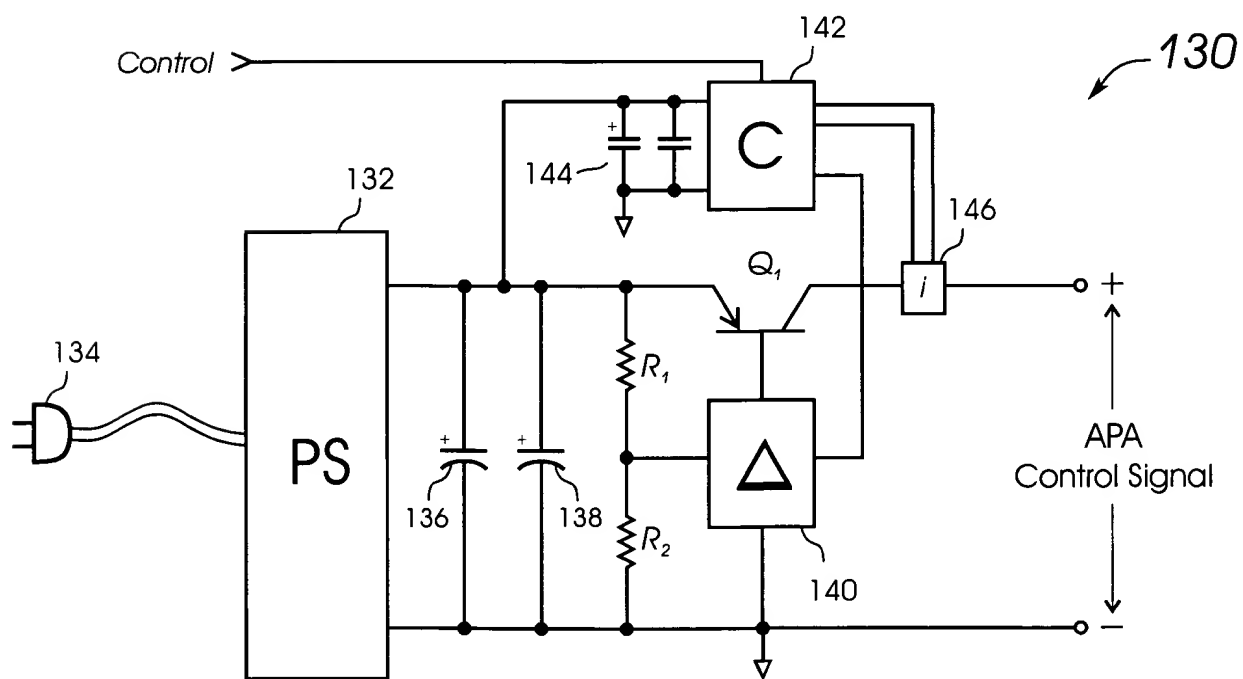 142
130
Control
C
+
144
132
146
Q₁
i
+
134
R₁
PS
+
+
Δ
APA
Control Signal
136
138
R₂
140
−